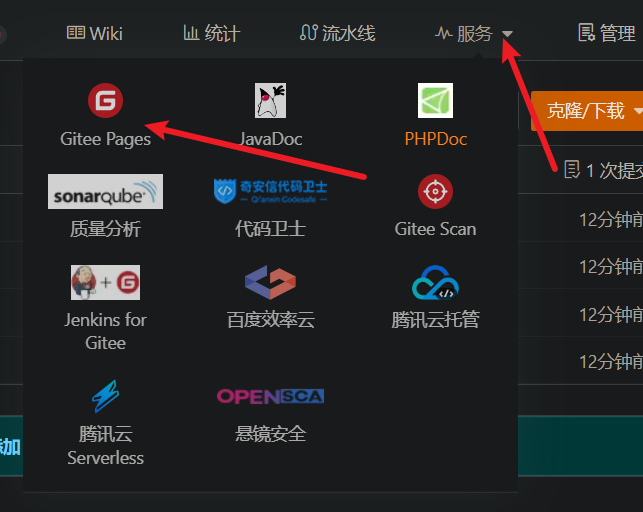 Wiki
统计
流水线
服务
管理
克隆/下载
Gitee Pages
JavaDoc
PHPDoc
1 次提交
sonarqube
奇安信代码卫士
Qi'anxin Codesafe
质量分析
代码卫士
Gitee Scan
12分钟前
12分钟前
Jenkins for
Gitee
百度效率云
腾讯云托管
12分钟前
12分钟前
OPENSCA
腾讯云
Serverless
悬镜安全
添加